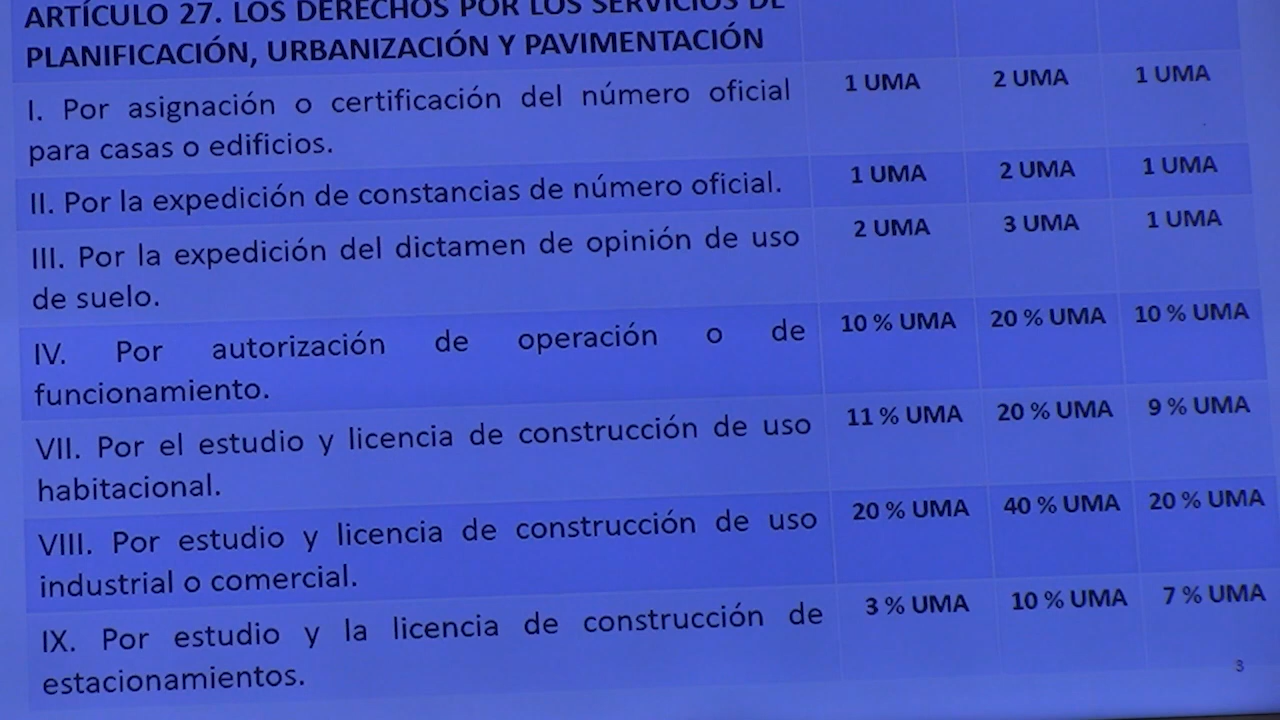 ARTÍCULO 27. LOS DERECHOS POR LOS SERVICIOS DE
PLANIFICACIÓN, URBANIZACIÓN Y PAVIMENTACIÓN
I. Por asignación o certificación del número oficial 1 UMA 2 UMA 1 UMA
para casas o edificios.
II. Por la expedición de constancias de número oficial. 1 UMA 2 UMA 1 UMA
III. Por la expedición del dictamen de opinión de uso 2 UMA 3 UMA 1 UMA
de suelo.
IV. Por autorización de operación o de 10 % UMA 20 % UMA 10 % UMA
funcionamiento.
VII. Por el estudio y licencia de construcción de uso 11 % UMA 20 % UMA 9 % UMA
habitacional.
VIII. Por estudio y licencia de construcción de uso 20 % UMA 40 % UMA 20 % UMA
industrial o comercial.
IX. Por estudio y la licencia de construcción de 3 % UMA 10 % UMA 7 % UMA
estacionamientos.
3